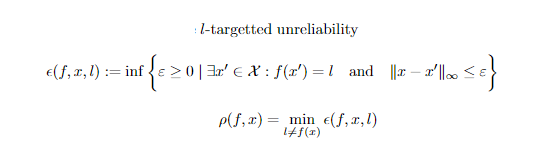 l-targetted unreliability
ϵ(f, x, l) := inf { ε ≥ 0 | ∃x′ ∈ 𝒳 : f(x′) = l and ‖x − x′‖∞ ≤ ε }
ρ(f, x) = min_{l≠f(x)} ϵ(f, x, l)